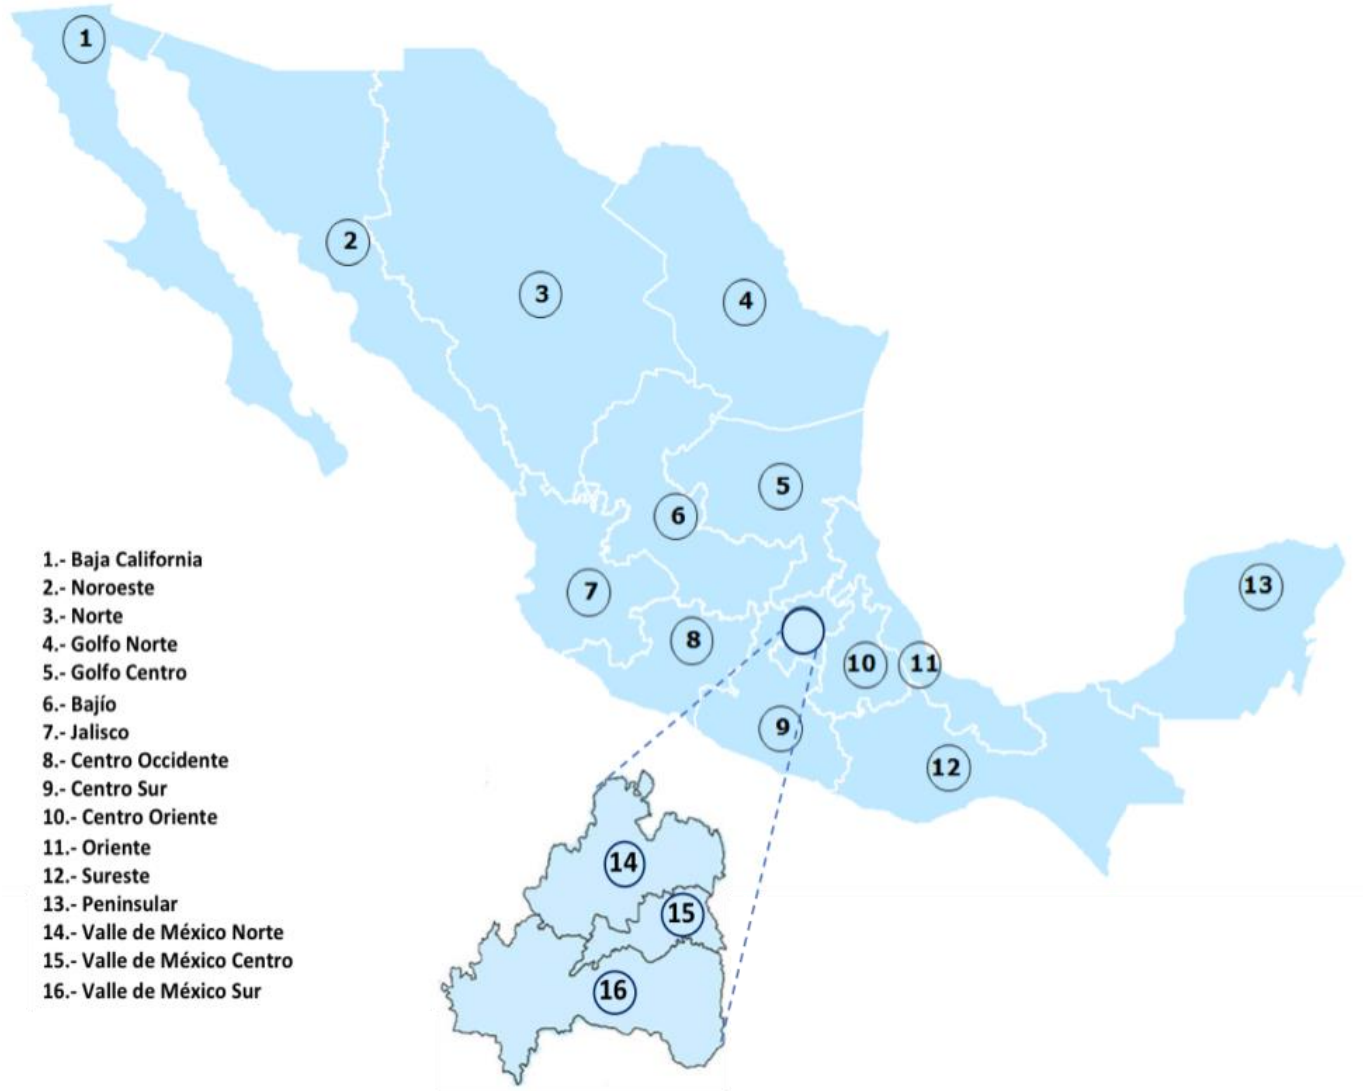 1
2
3
4
5
6
7
8
9
10
11
12
13
14
15
16
1.- Baja California
2.- Noroeste
3.- Norte
4.- Golfo Norte
5.- Golfo Centro
6.- Bajío
7.- Jalisco
8.- Centro Occidente
9.- Centro Sur
10.- Centro Oriente
11.- Oriente
12.- Sureste
13.- Peninsular
14.- Valle de México Norte
15.- Valle de México Centro
16.- Valle de México Sur